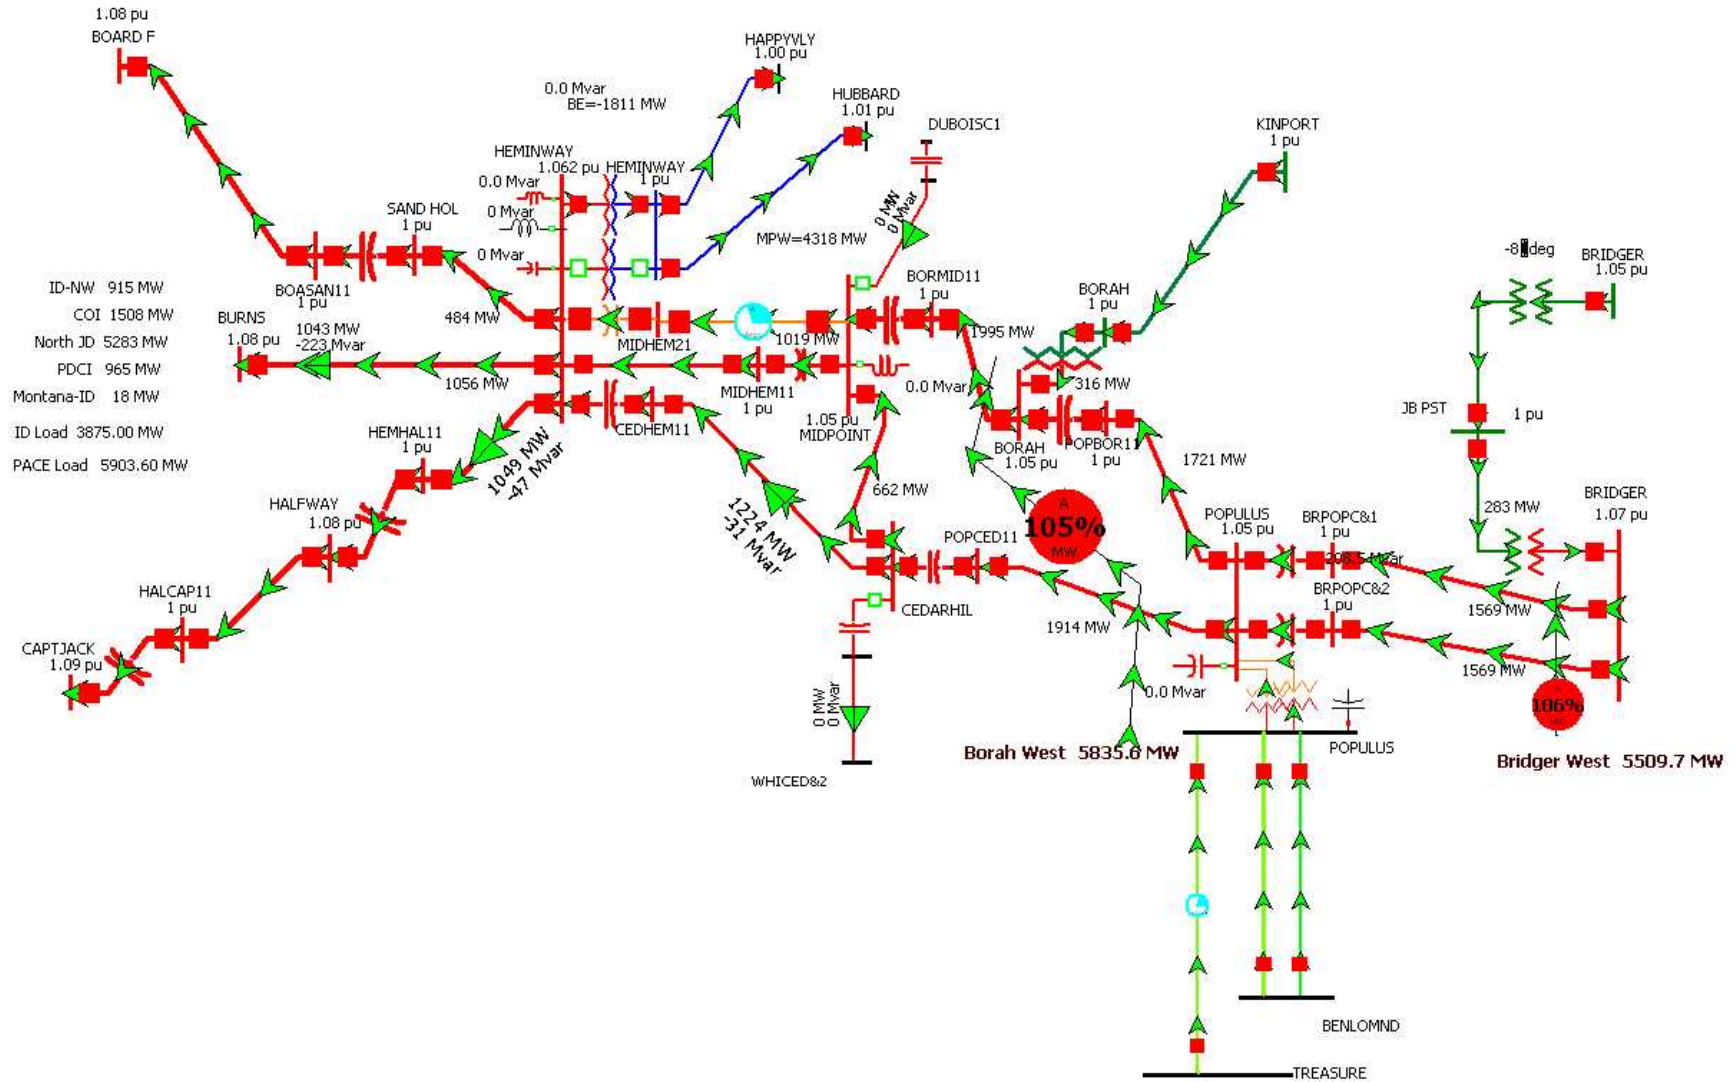 1.08 pu
BOARD F
HAPPYVLY
1.00 pu
0.0 Mvar
BE=-1811 MW
HUBBARD
1.01 pu
DUBOISC1
KINPORT
1 pu
HEMINWAY
1.062 pu
HEMINWAY
1 pu
0.0 Mvar
0 Mvar
0 Mvar
0 MW
0 Mvar
SAND HOL
1 pu
MPW=4318 MW
BORMID11
1 pu
BORAH
1 pu
deg
BRIDGER
1.05 pu
BOASAN11
1 pu
ID-NW 915 MW
COI 1508 MW
North JD 5283 MW
PDCI 965 MW
Montana-ID 18 MW
ID Load 3875.00 MW
PACE Load 5903.60 MW
BURNS
1.08 pu
1043 MW
-223 Mvar
484 MW
MIDHEM21
1019 MW
1995 MW
1056 MW
MIDHEM11
1 pu
0.0 Mvar
316 MW
JB PST
1 pu
1.05 pu
MIDPOINT
CEDHEM11
BORAH
1.05 pu
POPBOR11
1 pu
HEMHAL11
1 pu
1049 MW
-47 Mvar
1721 MW
662 MW
HALFWAY
1.08 pu
1224 MW
-31 Mvar
A
105%
MW
POPCED11
1 pu
POPULUS
1.05 pu
BRPOPC&1
1 pu
283 MW
BRIDGER
1.07 pu
BRPOPC&2
1 pu
1569 MW
HALCAP11
1 pu
CEDARHIL
1914 MW
1569 MW
CAPTJACK
1.09 pu
0.0 Mvar
0 MW
0 Mvar
106%
Borah West 5835.6 MW
POPULUS
Bridger West 5509.7 MW
WHICED&2
BENLOMND
TREASURE